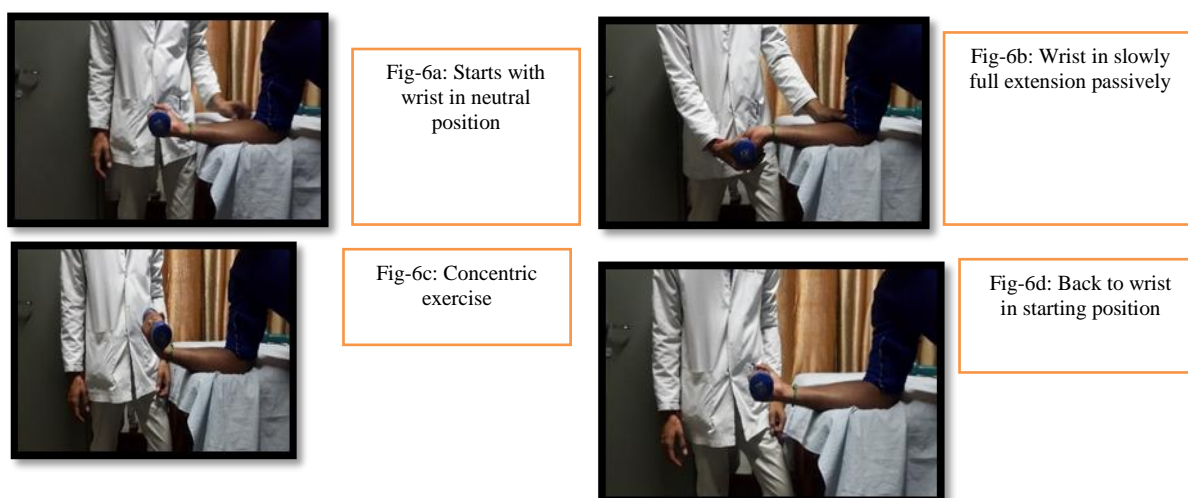 Fig-6a: Starts with
wrist in neutral
position
Fig-6b: Wrist in slowly
full extension passively
Fig-6c: Concentric
exercise
Fig-6d: Back to wrist
in starting position